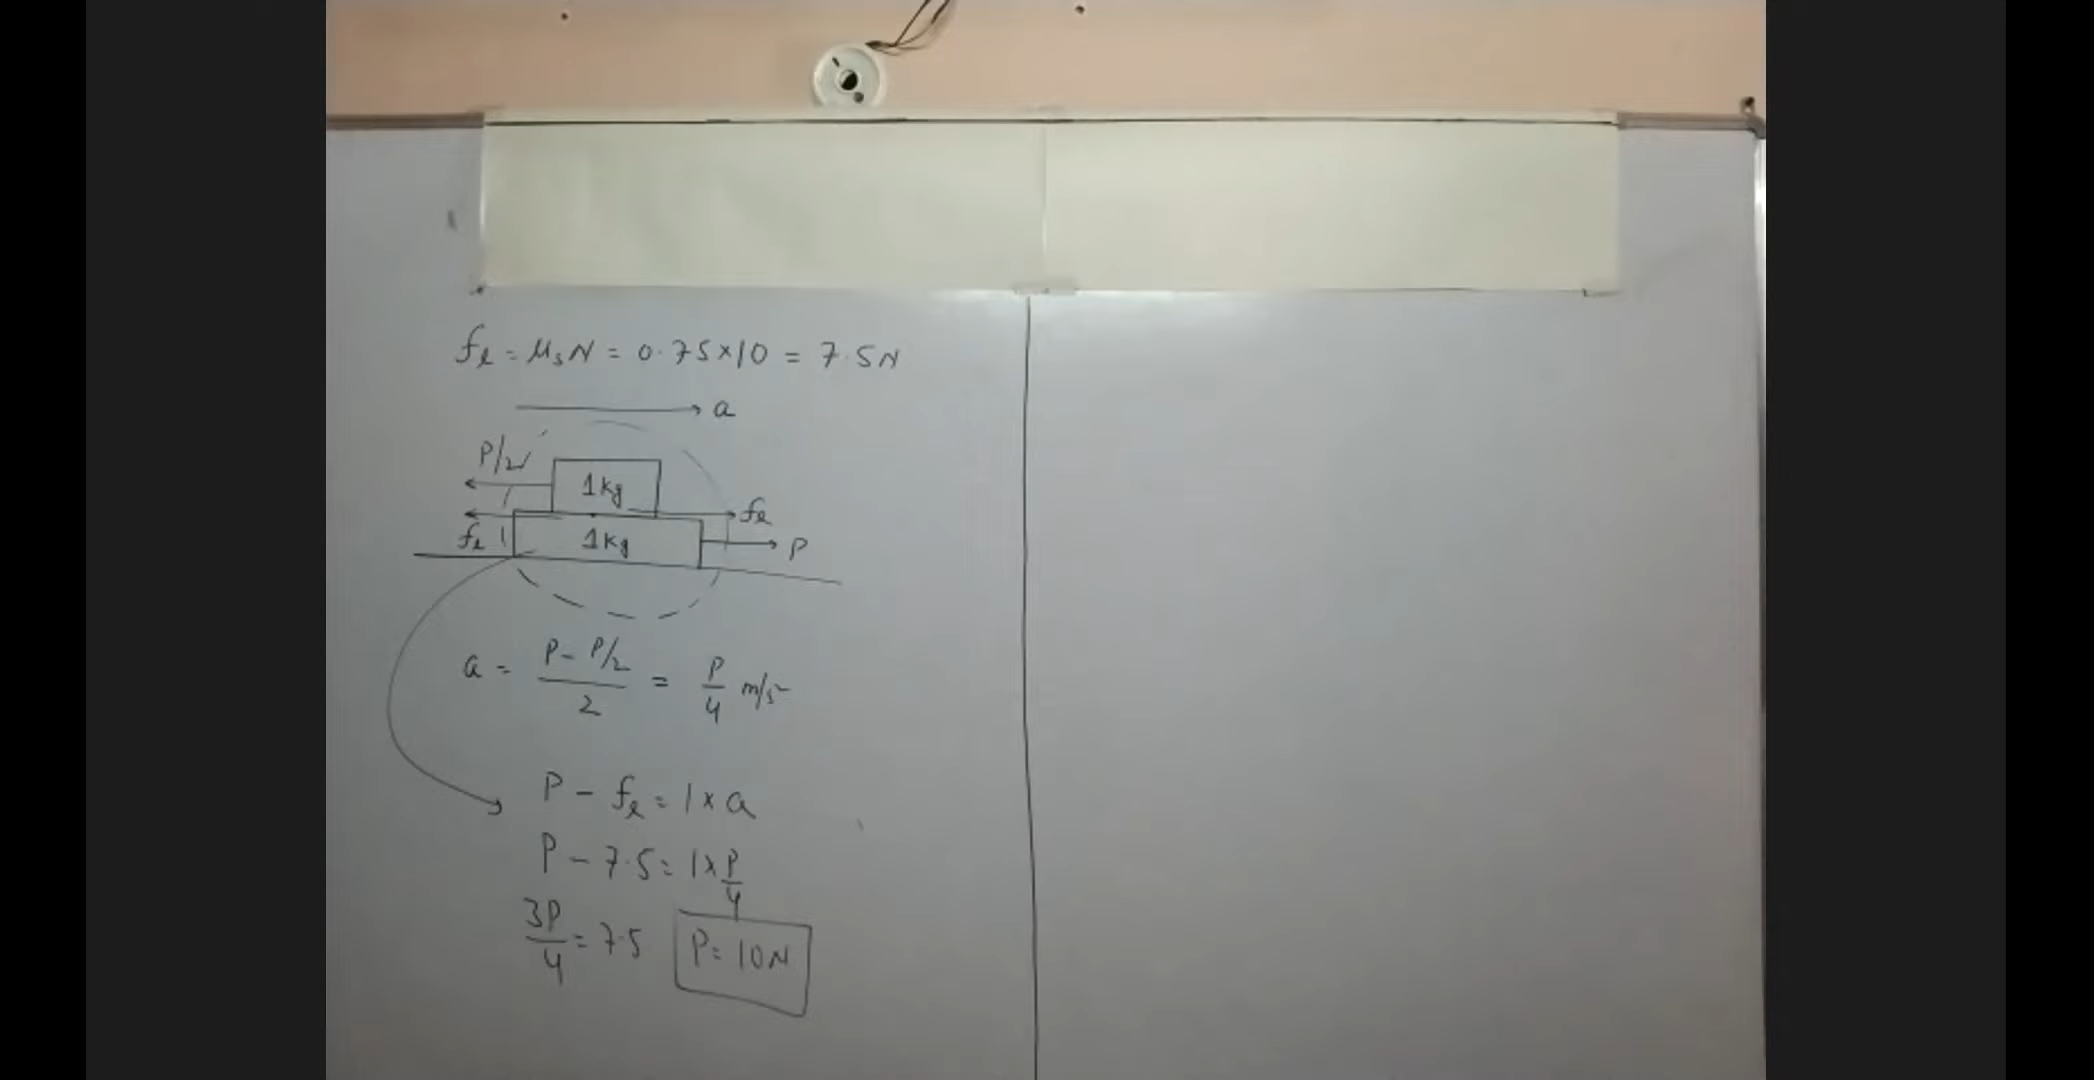 fℓ = μsN = 0.75×10 = 7.5N
a
P/2
1kg
fℓ
fℓ
1kg
P
a = (P - P/2)/2 = P/4 m/s²
P - fℓ = 1×a
P - 7.5 = 1×P/4
3P/4 = 7.5
P = 10N